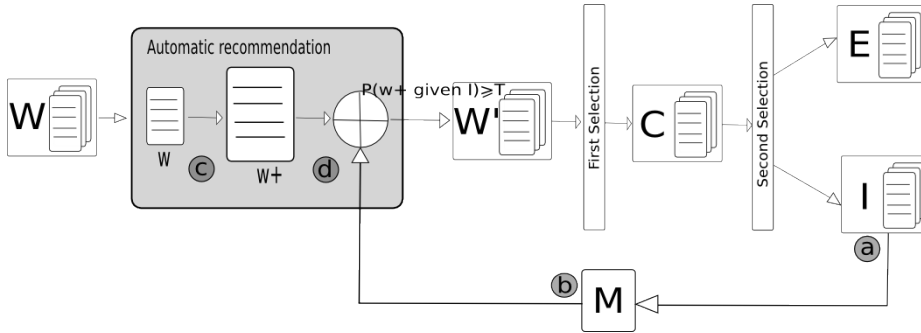 Automatic recommendation
W
w
c
w+
d
P(w+ given I)⩾T
W'
First Selection
C
Second Selection
E
I
a
b
M